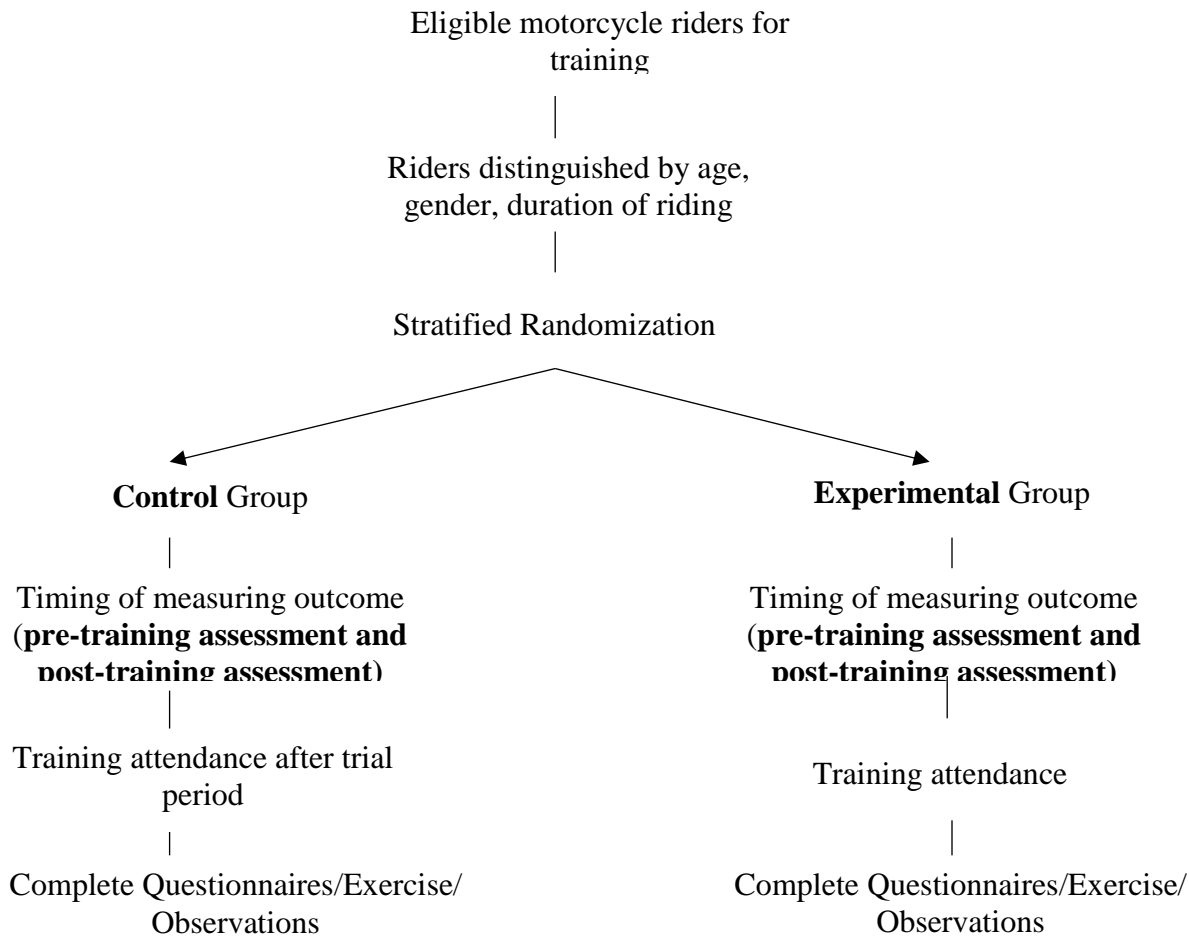 Eligible motorcycle riders for
training
Riders distinguished by age,
gender, duration of riding
Stratified Randomization
Control Group
Timing of measuring outcome
(pre-training assessment and
post-training assessment)
Training attendance after trial
period
Complete Questionnaires/Exercise/
Observations
Experimental Group
Timing of measuring outcome
(pre-training assessment and
post-training assessment)
Training attendance
Complete Questionnaires/Exercise/
Observations